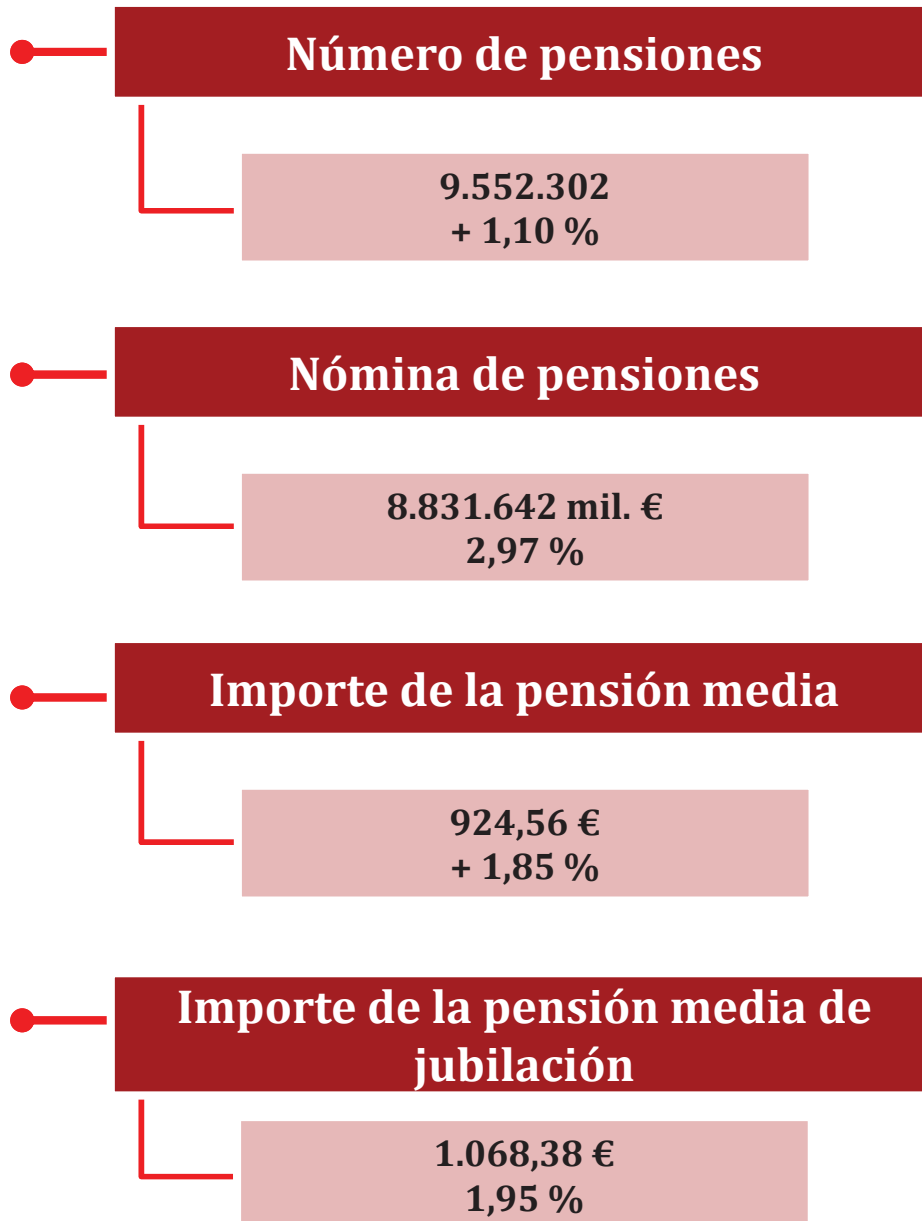 Número de pensiones
9.552.302
+ 1,10 %
Nómina de pensiones
8.831.642 mil. €
2,97 %
Importe de la pensión media
924,56 €
+ 1,85 %
Importe de la pensión media de
jubilación
1.068,38 €
1,95 %